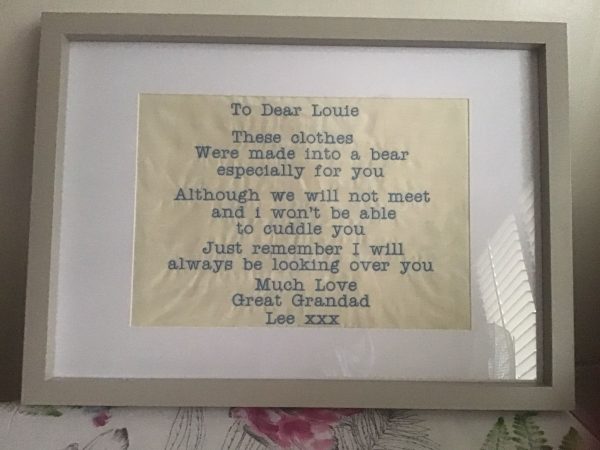 To Dear Louie
These clothes
Were made into a bear
especially for you
Although we will not meet
and i won't be able
to cuddle you
Just remember I will
always be looking over you
Much Love
Great Grandad
Lee xxx